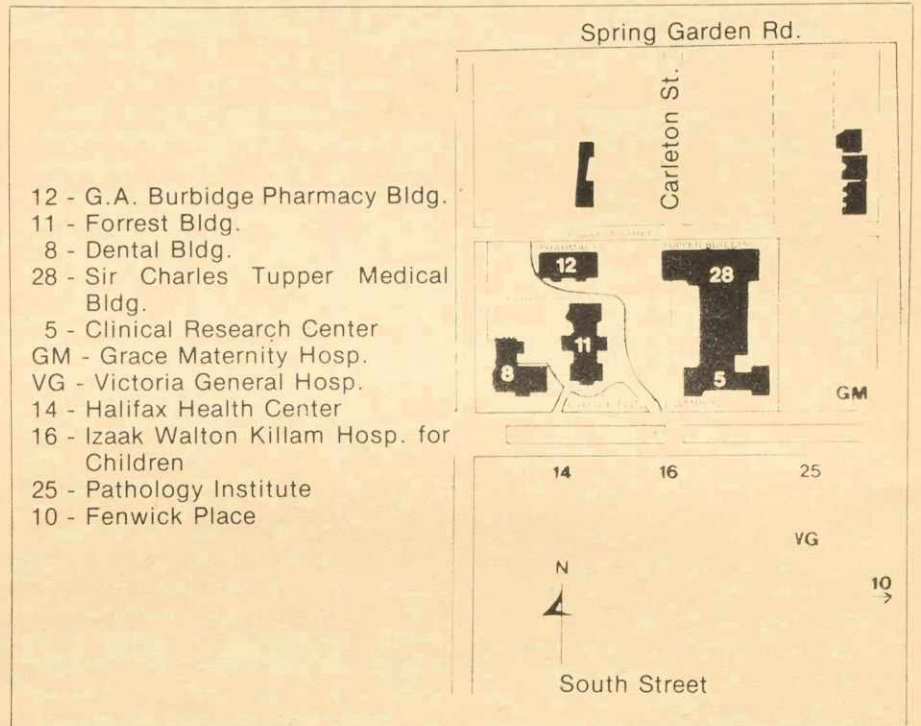 12 - G.A. Burbidge Pharmacy Bldg.
11 - Forrest Bldg.
8 - Dental Bldg.
28 - Sir Charles Tupper Medical
Bldg.
5 - Clinical Research Center
GM - Grace Maternity Hosp.
VG - Victoria General Hosp.
14 - Halifax Health Center
16 - Izaak Walton Killam Hosp. for
Children
25 - Pathology Institute
10 - Fenwick Place
Spring Garden Rd.
Carleton St.
PHARMACY
TUPPER BUILDING
12
28
11
8
5
GM
14
16
25
VG
N
10
South Street